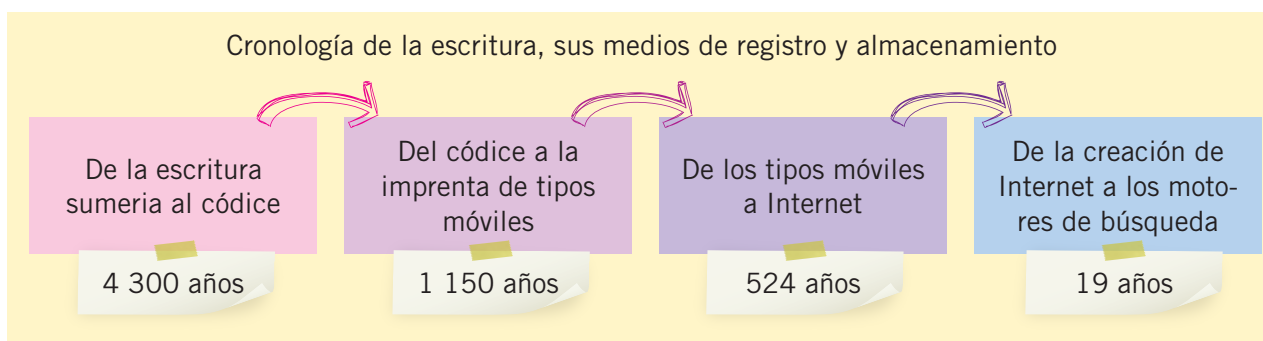 Cronología de la escritura, sus medios de registro y almacenamiento
De la escritura
sumeria al códice
4 300 años
Del códice a la
imprenta de tipos
móviles
1 150 años
De los tipos móviles
a Internet
524 años
De la creación de
Internet a los moto-
res de búsqueda
19 años